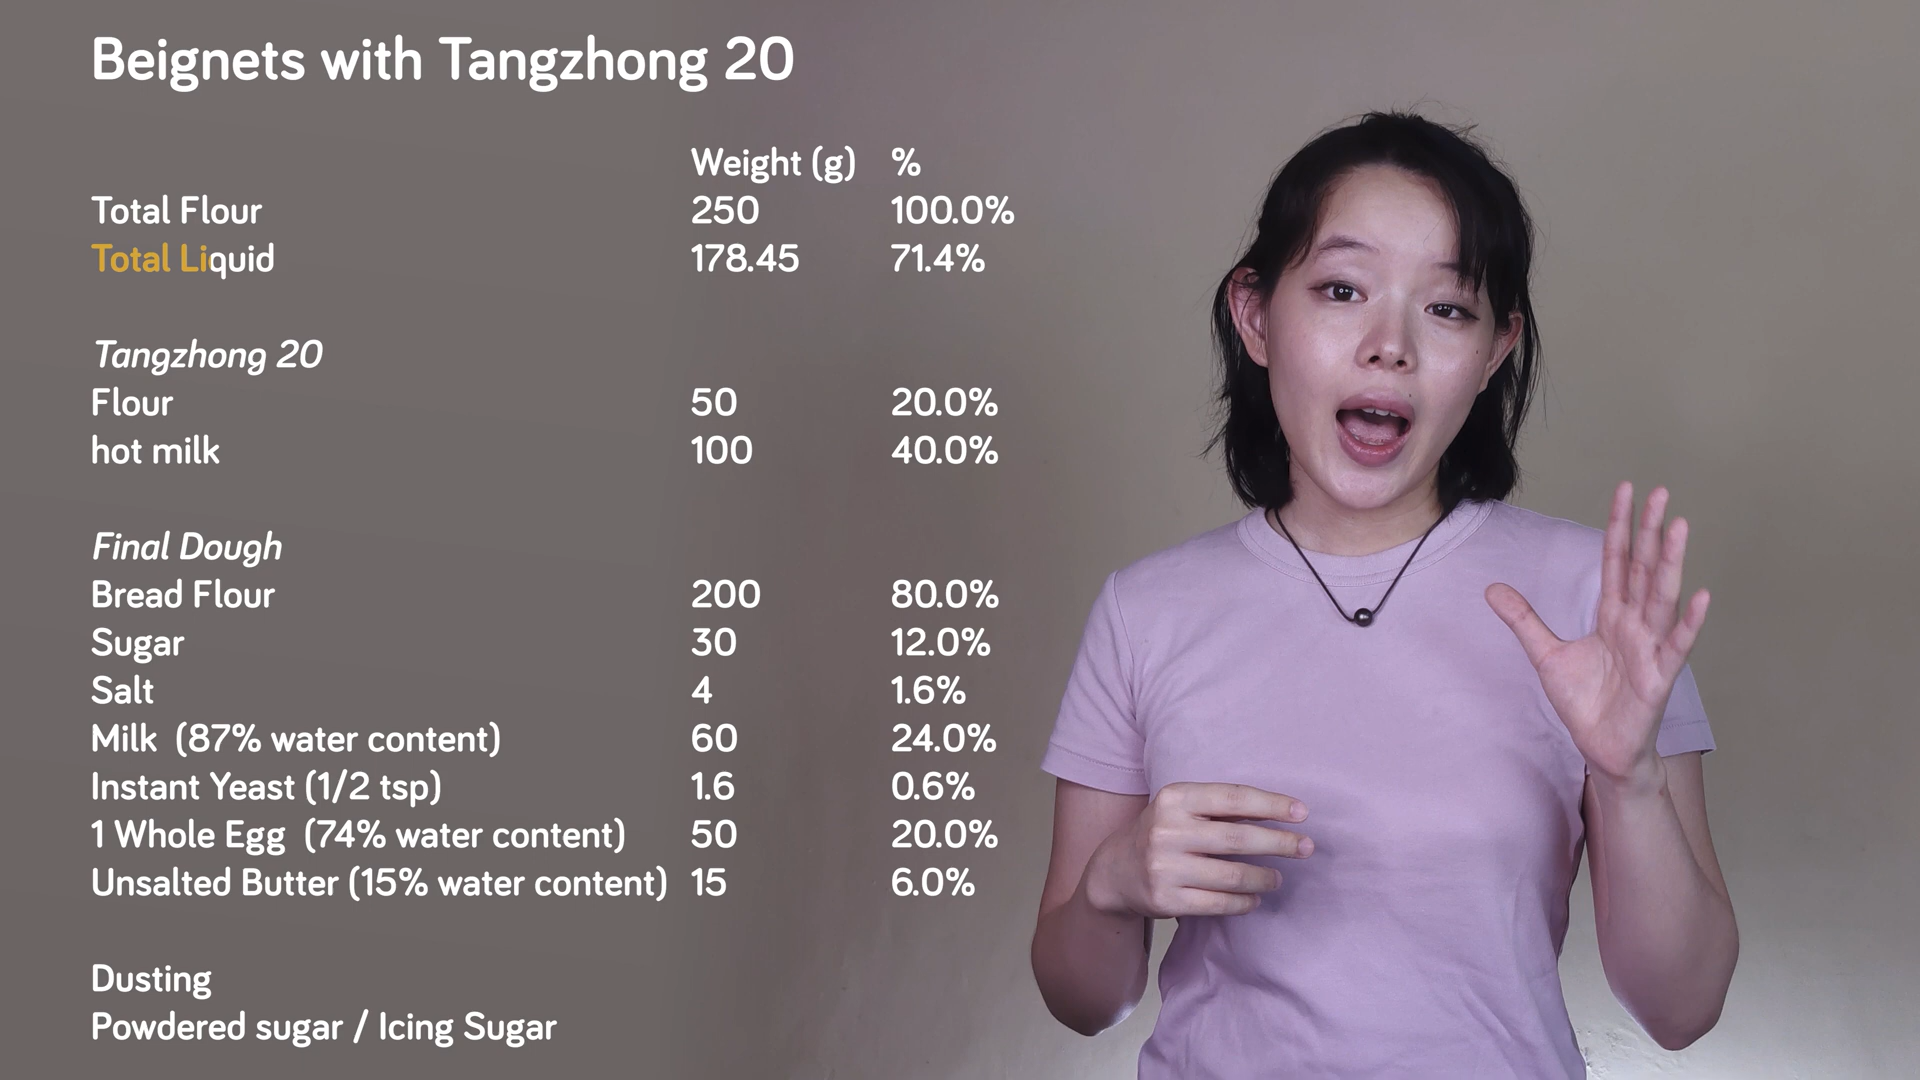 Beignets with Tangzhong 20
Weight (g) %
Total Flour 250 100.0%
Total Liquid 178.45 71.4%
Tangzhong 20
Flour 50 20.0%
hot milk 100 40.0%
Final Dough
Bread Flour 200 80.0%
Sugar 30 12.0%
Salt 4 1.6%
Milk (87% water content) 60 24.0%
Instant Yeast (1/2 tsp) 1.6 0.6%
1 Whole Egg (74% water content) 50 20.0%
Unsalted Butter (15% water content) 15 6.0%
Dusting
Powdered sugar / Icing Sugar